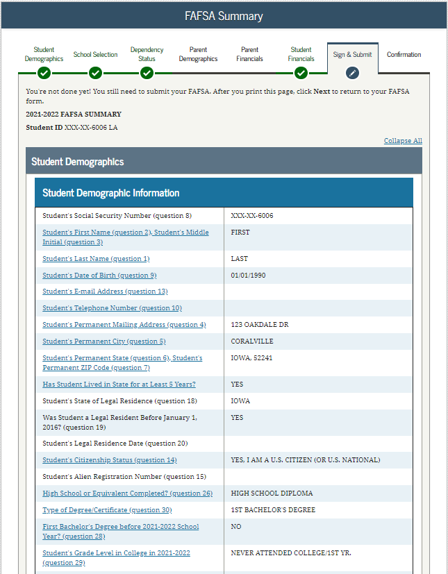 FAFSA Summary
Student Demographics
School Selection
Dependency Status
Parent Demographics
Parent Financials
Student Financials
Sign & Submit
Confirmation
You're not done yet! You still need to submit your FAFSA. After you print this page, click Next to return to your FAFSA
form.
2021-2022 FAFSA SUMMARY
Student ID XXX-XX-6006 LA
Collapse All
Student Demographics
Student Demographic Information
Student's Social Security Number (question 8) XXX-XX-6006
Student's First Name (question 2), Student's Middle FIRST
Initial (question 3)
Student's Last Name (question 1) LAST
Student's Date of Birth (question 9) 01/01/1990
Student's E-mail Address (question 13)
Student's Telephone Number (question 10)
Student's Permanent Mailing Address (question 4) 123 OAKDALE DR
Student's Permanent City (question 5) CORALVILLE
Student's Permanent State (question 6), Student's IOWA, 52241
Permanent ZIP Code (question 7)
Has Student Lived in State for at Least 5 Years? YES
Student's State of Legal Residence (question 18) IOWA
Was Student a Legal Resident Before January 1, YES
2016? (question 19)
Student's Legal Residence Date (question 20)
Student's Citizenship Status (question 14) YES, I AM A U.S. CITIZEN (OR U.S. NATIONAL)
Student's Alien Registration Number (question 15)
High School or Equivalent Completed? (question 26) HIGH SCHOOL DIPLOMA
Type of Degree/Certificate (question 30) 1ST BACHELOR'S DEGREE
First Bachelor's Degree before 2021-2022 School NO
Year? (question 28)
Student's Grade Level in College in 2021-2022 NEVER ATTENDED COLLEGE/1ST YR.
(question 29)